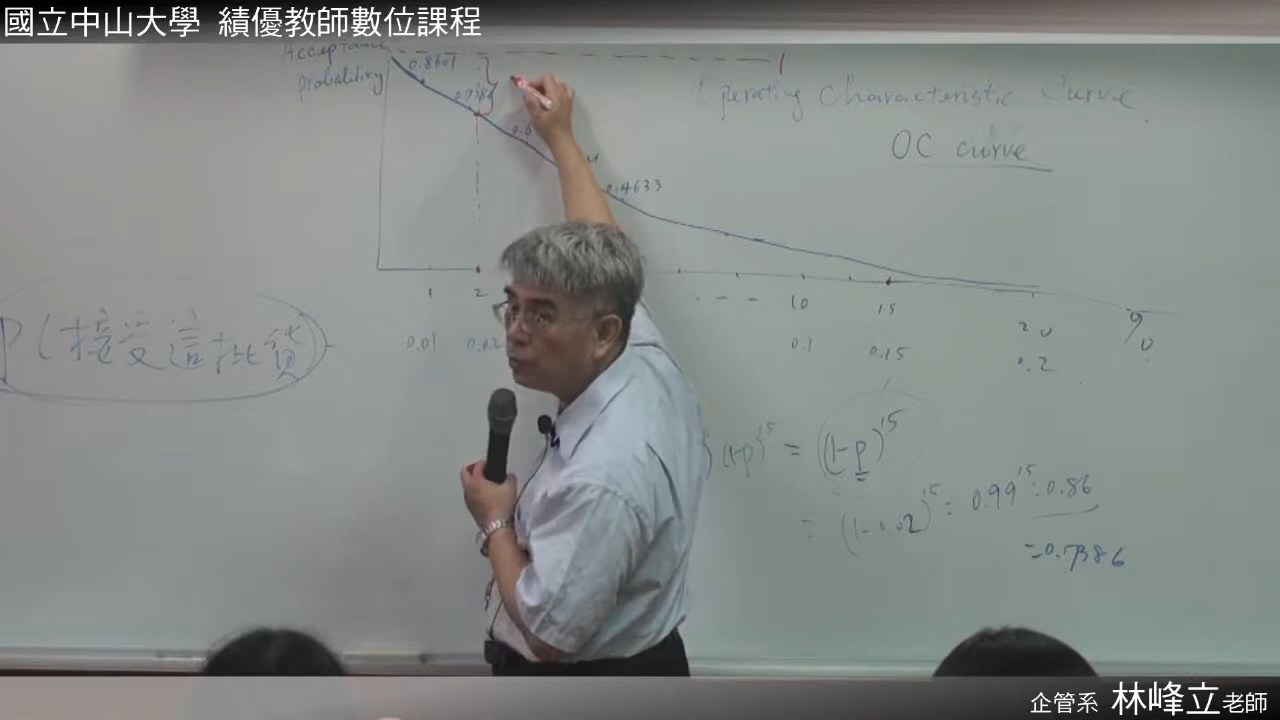 國立中山大學 績優教師數位課程
Acceptance
probability
0.8601
Operating Characteristic Curve
OC curve
0.4633
1 2 . - - - 10 15 20 %
0.01 0.02 0.1 0.15 0.2 D
P(接受這批貨)
(1-p)^15 = (1-p)^15
= (1-0.02)^15 = 0.99^15 = 0.86
=0.7386
企管系 林峰立老師